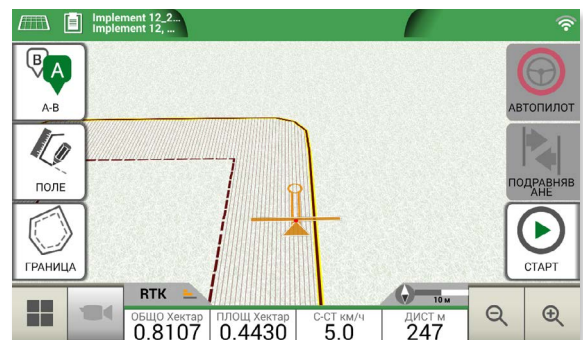 Implement 12_2...
Implement 12, ...
B
A
A-B
АВТОПИЛОТ
ПОЛЕ
ПОДРАВНЯВ
АНЕ
ГРАНИЦА
СТАРТ
RTK
10 м
ОБЩО Хектар
ПЛОЩ Хектар
С-СТ км/ч
ДИСТ м
0.8107
0.4430
5.0
247